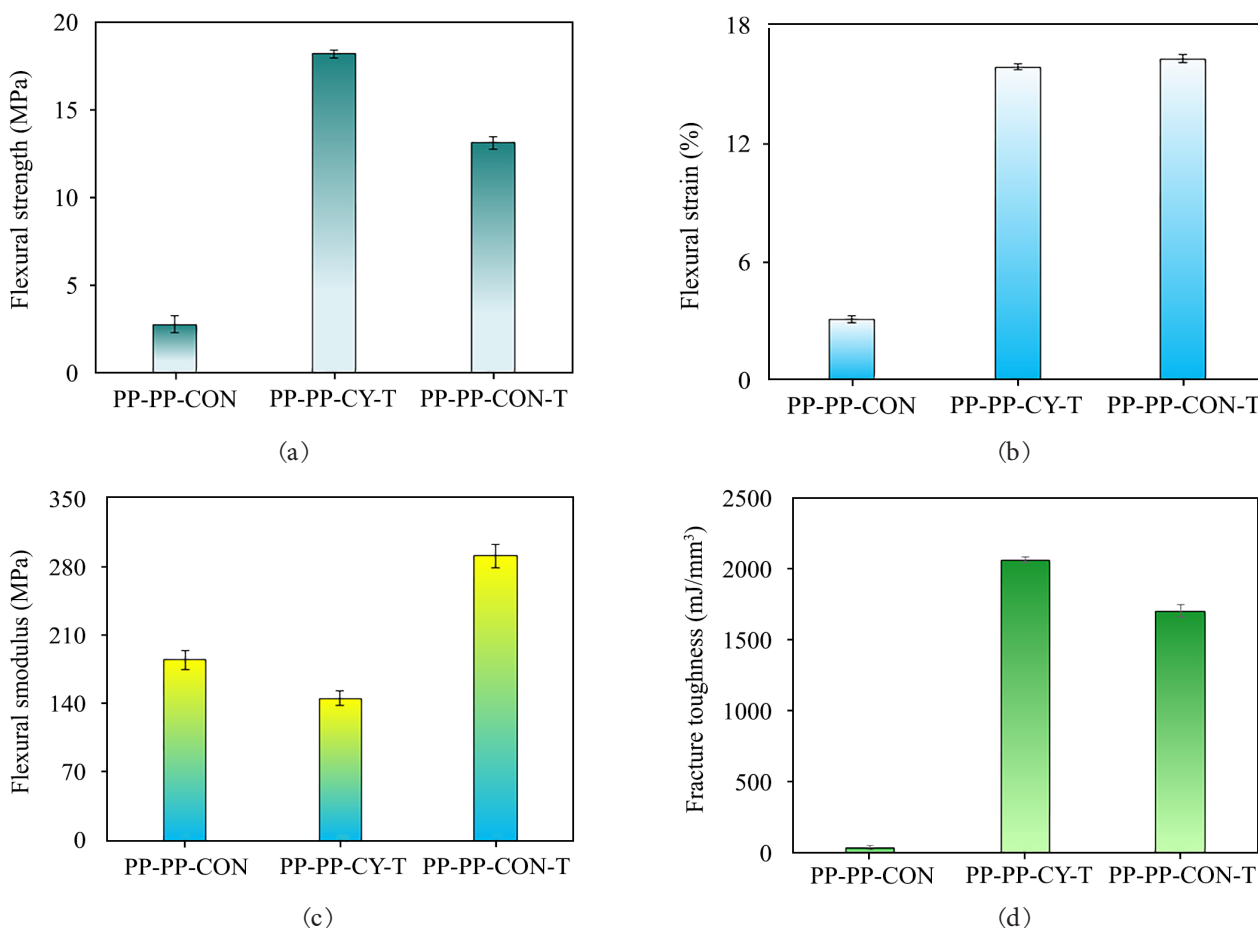 Flexural strength (MPa)
20
15
10
5
0
PP-PP-CON PP-PP-CY-T PP-PP-CON-T
(a)
Flexural strain (%)
18
12
6
0
PP-PP-CON PP-PP-CY-T PP-PP-CON-T
(b)
Flexural smodulus (MPa)
350
280
210
140
70
0
PP-PP-CON PP-PP-CY-T PP-PP-CON-T
(c)
Fracture toughness (mJ/mm³)
2500
2000
1500
1000
500
0
PP-PP-CON PP-PP-CY-T PP-PP-CON-T
(d)